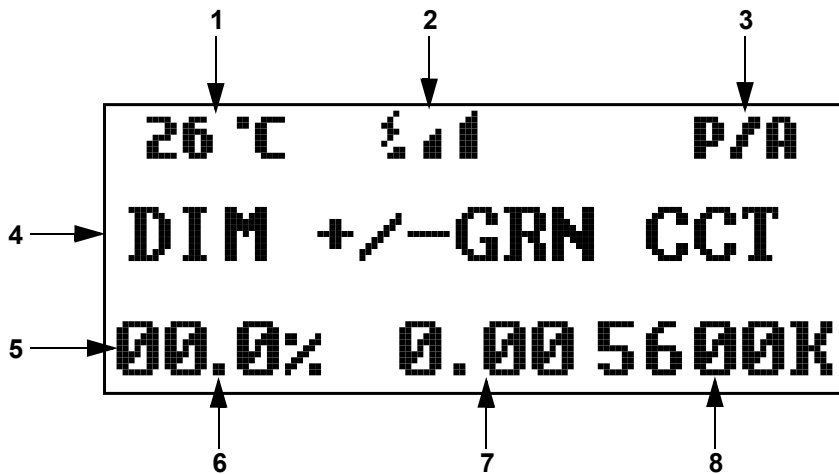 1 2 3
26 °C P/A
4 DIM +/-GRN CCT
5 00.0% 0.00 5600K
6 7 8